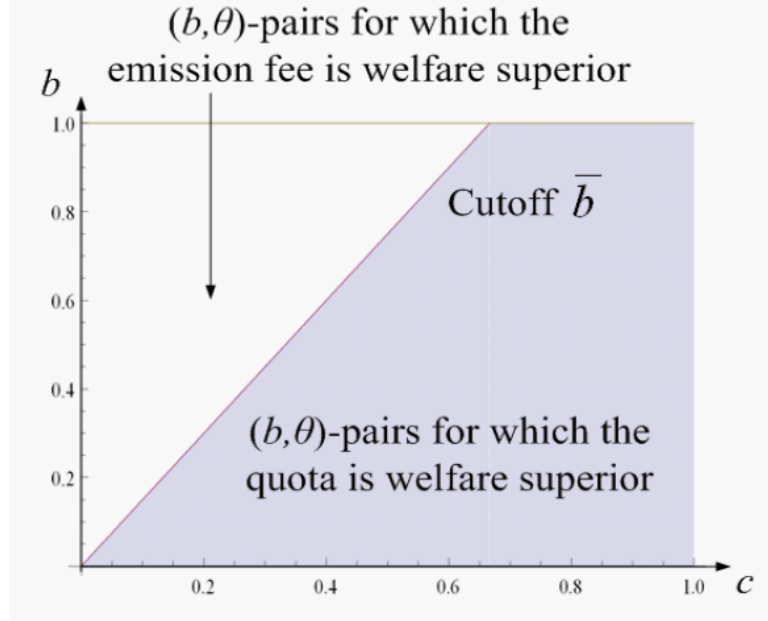 (b,θ)-pairs for which the
emission fee is welfare superior
b
1.0
Cutoff b̅
0.8
0.6
0.4
(b,θ)-pairs for which the
quota is welfare superior
0.2
0.2 0.4 0.6 0.8 1.0 c